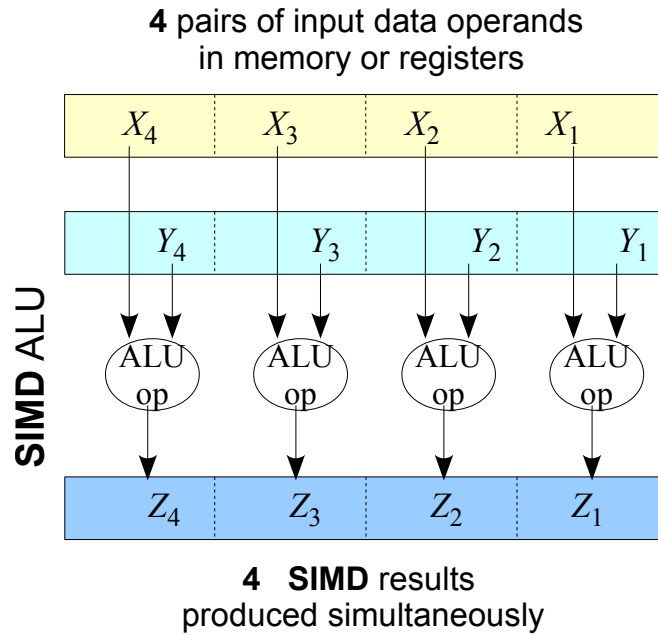 4 pairs of input data operands
in memory or registers
X4 X3 X2 X1
Y4 Y3 Y2 Y1
SIMD ALU
ALU ALU ALU ALU
op op op op
Z4 Z3 Z2 Z1
4 SIMD results
produced simultaneously